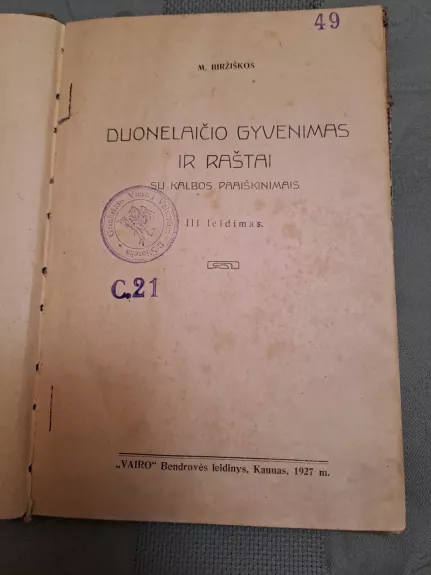 49
M. BIRŽIŠKOS
DUONELAIČIO GYVENIMAS
IR RAŠTAI
SU KALBOS PAAIŠKINIMAIS
III leidimas.
C.21
„VAIRO" Bendrovės leidinys, Kaunas, 1927 m.